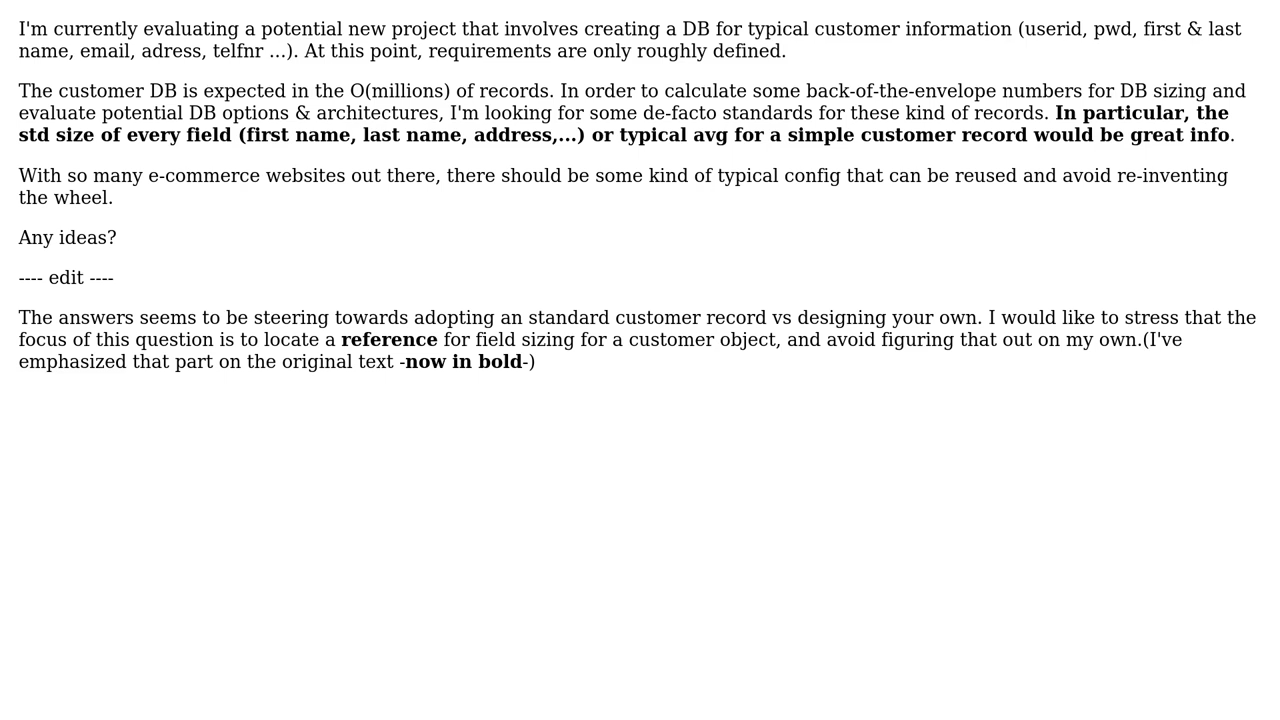 I'm currently evaluating a potential new project that involves creating a DB for typical customer information (userid, pwd, first & last
name, email, adress, telfnr ...). At this point, requirements are only roughly defined.
The customer DB is expected in the O(millions) of records. In order to calculate some back-of-the-envelope numbers for DB sizing and
evaluate potential DB options & architectures, I'm looking for some de-facto standards for these kind of records. In particular, the
std size of every field (first name, last name, address,...) or typical avg for a simple customer record would be great info.
With so many e-commerce websites out there, there should be some kind of typical config that can be reused and avoid re-inventing
the wheel.
Any ideas?
---- edit ----
The answers seems to be steering towards adopting an standard customer record vs designing your own. I would like to stress that the
focus of this question is to locate a reference for field sizing for a customer object, and avoid figuring that out on my own.(I've
emphasized that part on the original text -now in bold-)